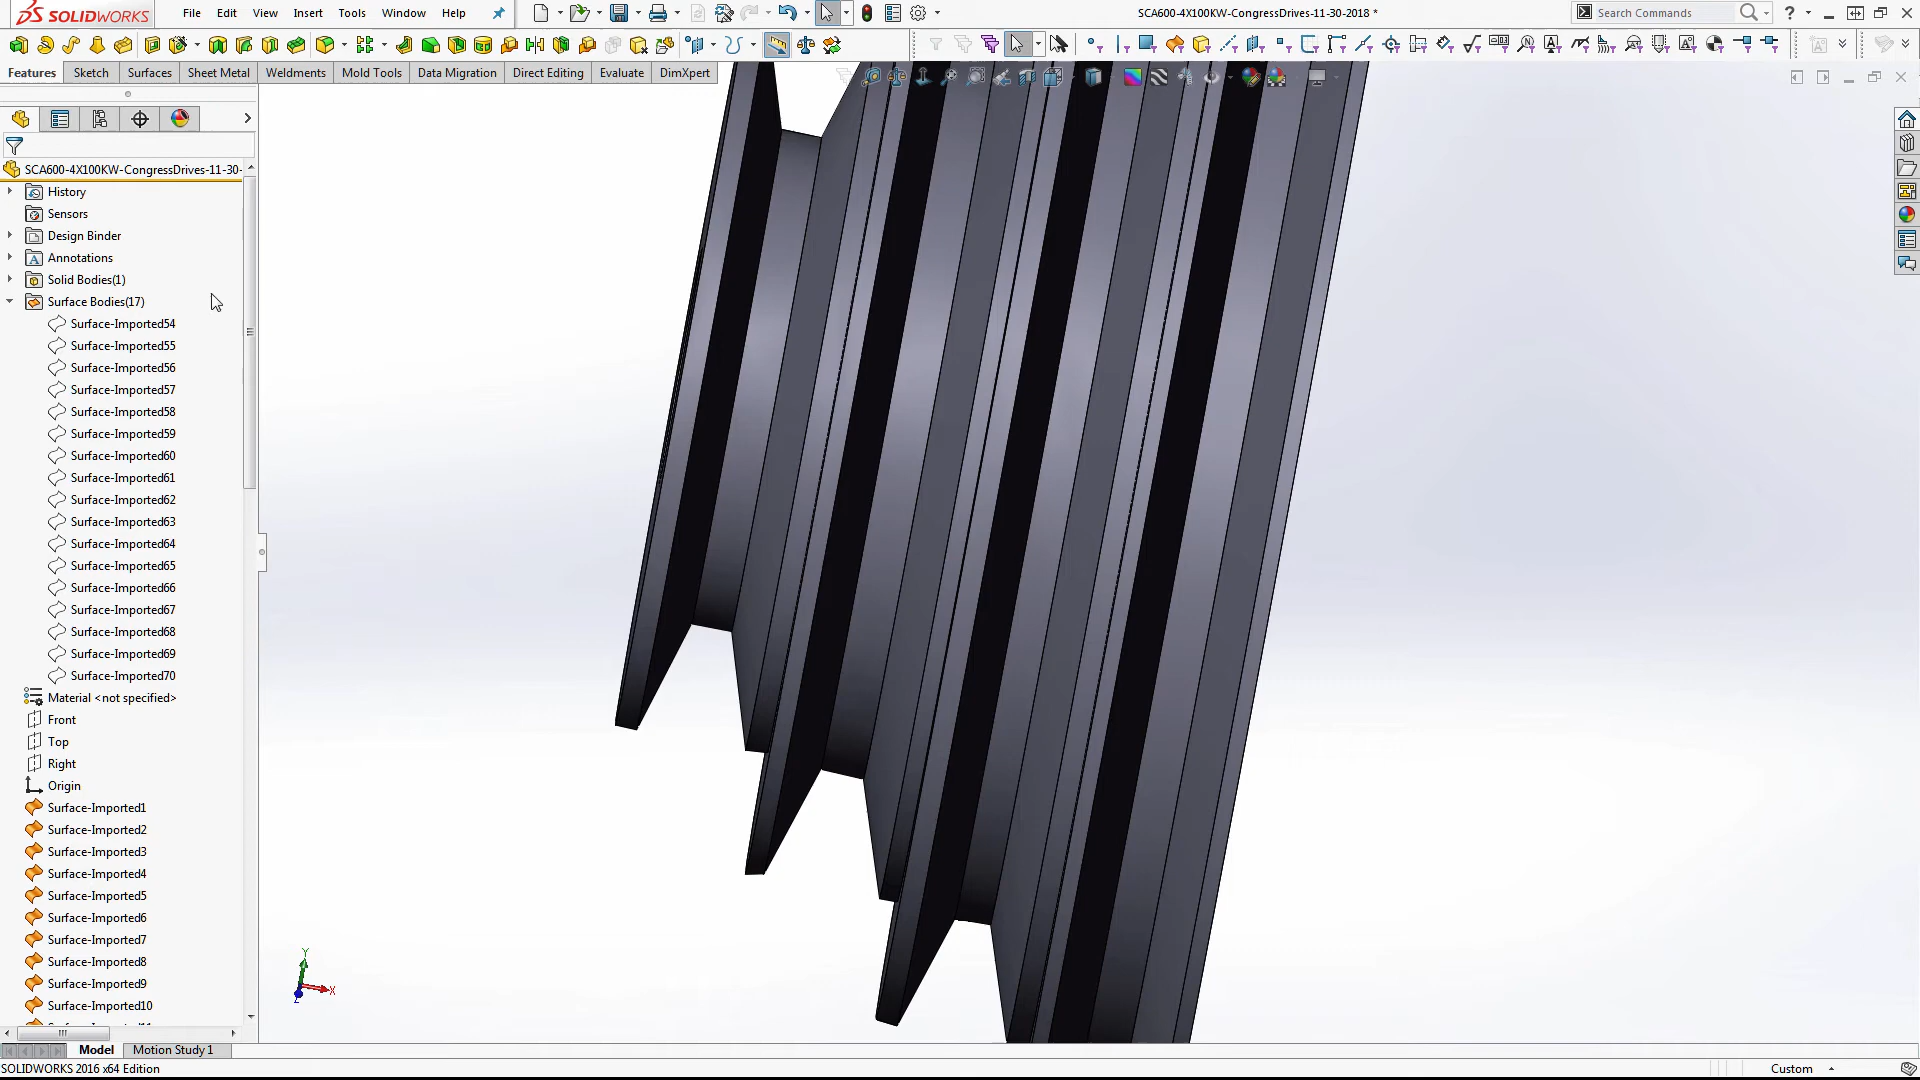 SOLIDWORKS File Edit View Insert Tools Window Help SCA600-4X100KW-CongressDrives-11-30-2018 * Search Commands
Features Sketch Surfaces Sheet Metal Weldments Mold Tools Data Migration Direct Editing Evaluate DimXpert
SCA600-4X100KW-CongressDrives-11-30-
History
Sensors
Design Binder
Annotations
Solid Bodies(1)
Surface Bodies(17)
Surface-Imported54
Surface-Imported55
Surface-Imported56
Surface-Imported57
Surface-Imported58
Surface-Imported59
Surface-Imported60
Surface-Imported61
Surface-Imported62
Surface-Imported63
Surface-Imported64
Surface-Imported65
Surface-Imported66
Surface-Imported67
Surface-Imported68
Surface-Imported69
Surface-Imported70
Material <not specified>
Front
Top
Right
Origin
Surface-Imported1
Surface-Imported2
Surface-Imported3
Surface-Imported4
Surface-Imported5
Surface-Imported6
Surface-Imported7
Surface-Imported8
Surface-Imported9
Surface-Imported10
Y
X
Z
Model Motion Study 1
SOLIDWORKS 2016 x64 Edition Custom